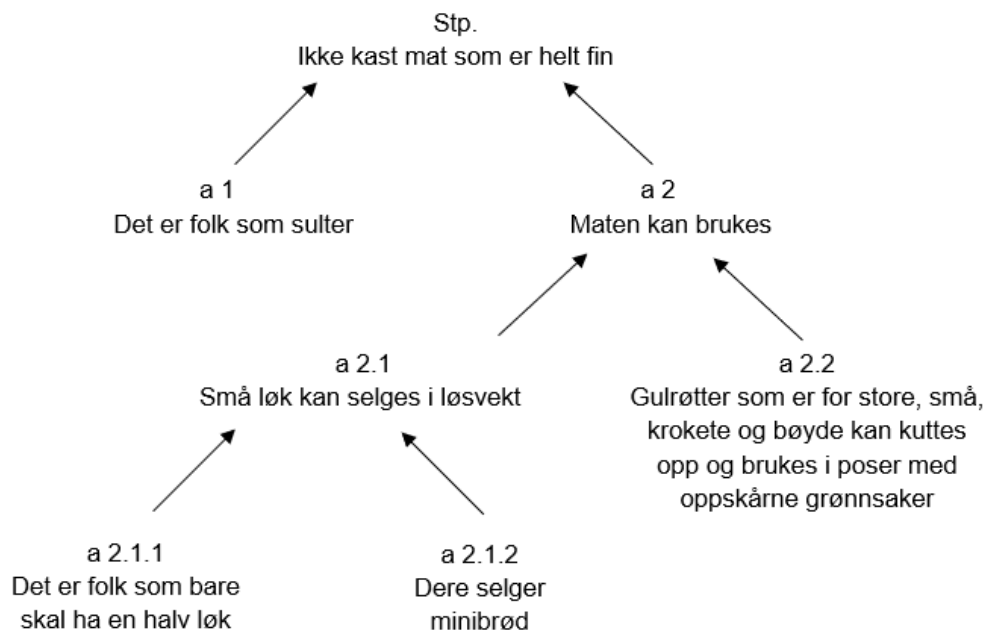 Stp.
Ikke kast mat som er helt fin
a 1
Det er folk som sulter
a 2
Maten kan brukes
a 2.1
Små løk kan selges i løsvekt
a 2.2
Gulrøtter som er for store, små,
krokete og bøyde kan kuttes
opp og brukes i poser med
oppskårne grønnsaker
a 2.1.1
Det er folk som bare
skal ha en halv løk
a 2.1.2
Dere selger
minibrød